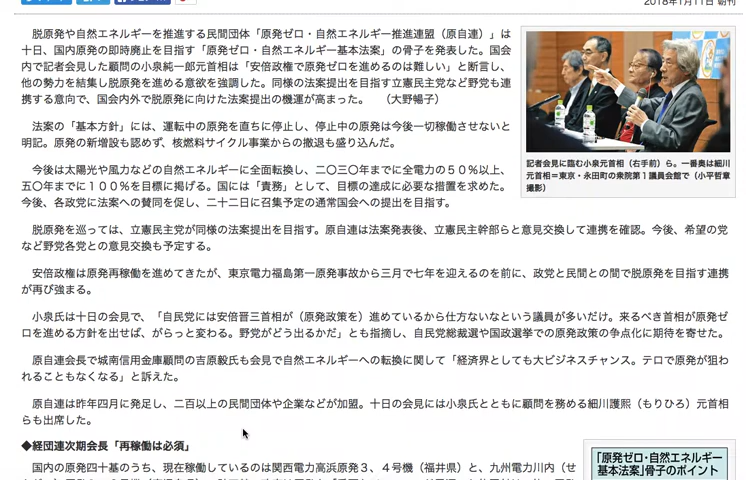 2018年1月11日 朝刊
脱原発や自然エネルギーを推進する民間団体「原発ゼロ・自然エネルギー推進連盟（原自連）」は
十日、国内原発の即時廃止を目指す「原発ゼロ・自然エネルギー基本法案」の骨子を発表した。国会
内で記者会見した顧問の小泉純一郎元首相は「安倍政権で原発ゼロを進めるのは難しい」と断言し、
他の勢力を結集し脱原発を進める意欲を強調した。同様の法案提出を目指す立憲民主党など野党も連
携する意向で、国会内外で脱原発に向けた法案提出の機運が高まった。　（大野暢子）
法案の「基本方針」には、運転中の原発を直ちに停止し、停止中の原発は今後一切稼働させないと
明記。原発の新増設も認めず、核燃料サイクル事業からの撤退も盛り込んだ。
今後は太陽光や風力などの自然エネルギーに全面転換し、二〇三〇年までに全電力の５０％以上、
五〇年までに１００％を目標に掲げる。国には「責務」として、目標の達成に必要な措置を求めた。
今後、各政党に法案への賛同を促し、二十二日に召集予定の通常国会への提出を目指す。
記者会見に臨む小泉元首相（右手前）ら。一番奥は細川
元首相＝東京・永田町の衆院第１議員会館で（小平哲章
撮影）
脱原発を巡っては、立憲民主党が同様の法案提出を目指す。原自連は法案発表後、立憲民主幹部らと意見交換して連携を確認。今後、希望の党
など野党各党との意見交換も予定する。
安倍政権は原発再稼働を進めてきたが、東京電力福島第一原発事故から三月で七年を迎えるのを前に、政党と民間との間で脱原発を目指す連携
が再び強まる。
小泉氏は十日の会見で、「自民党には安倍晋三首相が（原発政策を）進めているから仕方ないなという議員が多いだけ。来るべき首相が原発ゼ
ロを進める方針を出せば、がらっと変わる。野党がどう出るかだ」とも指摘し、自民党総裁選や国政選挙での原発政策の争点化に期待を寄せた。
原自連会長で城南信用金庫顧問の吉原毅氏も会見で自然エネルギーへの転換に関して「経済界としても大ビジネスチャンス。テロで原発が狙わ
れることもなくなる」と訴えた。
原自連は昨年四月に発足し、二百以上の民間団体や企業などが加盟。十日の会見には小泉氏とともに顧問を務める細川護熙（もりひろ）元首相
らも出席した。
◆経団連次期会長「再稼働は必須」
国内の原発四十基のうち、現在稼働しているのは関西電力高浜原発３、４号機（福井県）と、九州電力川内（せ
「原発ゼロ・自然エネルギー
基本法案」骨子のポイント